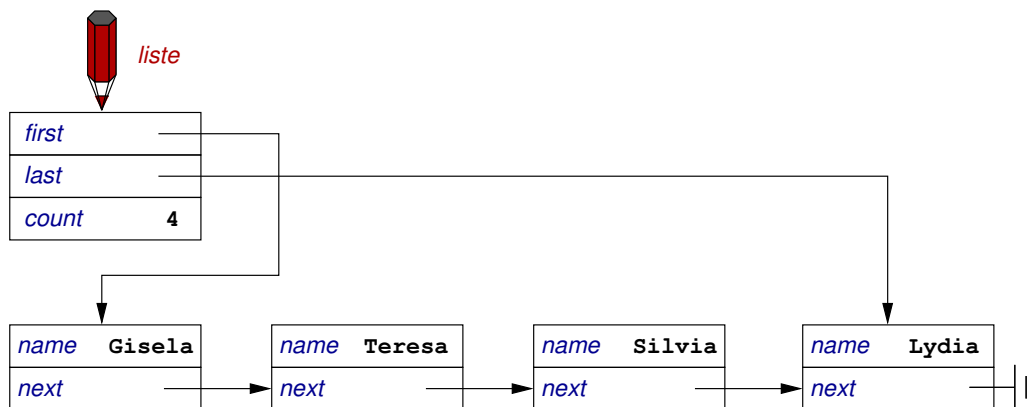 liste
first
last
count 4
name Gisela name Teresa name Silvia name Lydia
next next next next